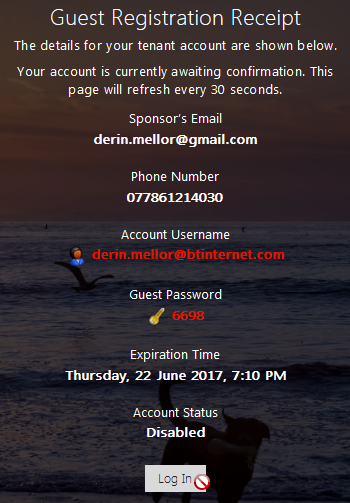 Guest Registration Receipt
The details for your tenant account are shown below.
Your account is currently awaiting confirmation. This
page will refresh every 30 seconds.
Sponsor's Email
derin.mellor@gmail.com
Phone Number
077861214030
Account Username
derin.mellor@btinternet.com
Guest Password
6698
Expiration Time
Thursday, 22 June 2017, 7:10 PM
Account Status
Disabled
Log In